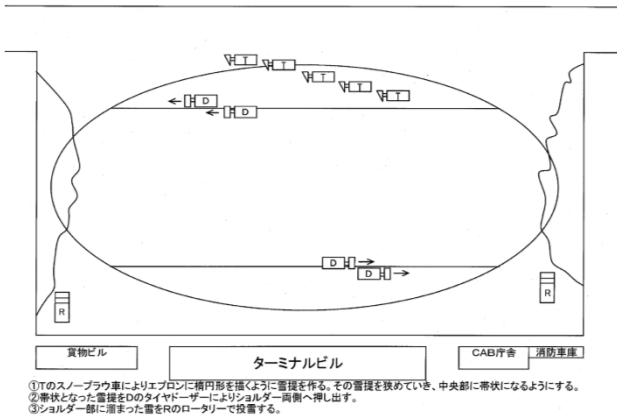 T
T
T
T
T
D
D
D
D
R
R
貨物ビル
ターミナルビル
CAB庁舎
消防車庫
①Tのスノープラウ車によりエプロンに楕円形を描くように雪提を作る。その雪提を狭めていき、中央部に帯状になるようにする。
②帯状となった雪提をDのタイヤドーザーによりショルダー両側へ押し出す。
③ショルダー部に溜まった雪をRのロータリーで投雪する。